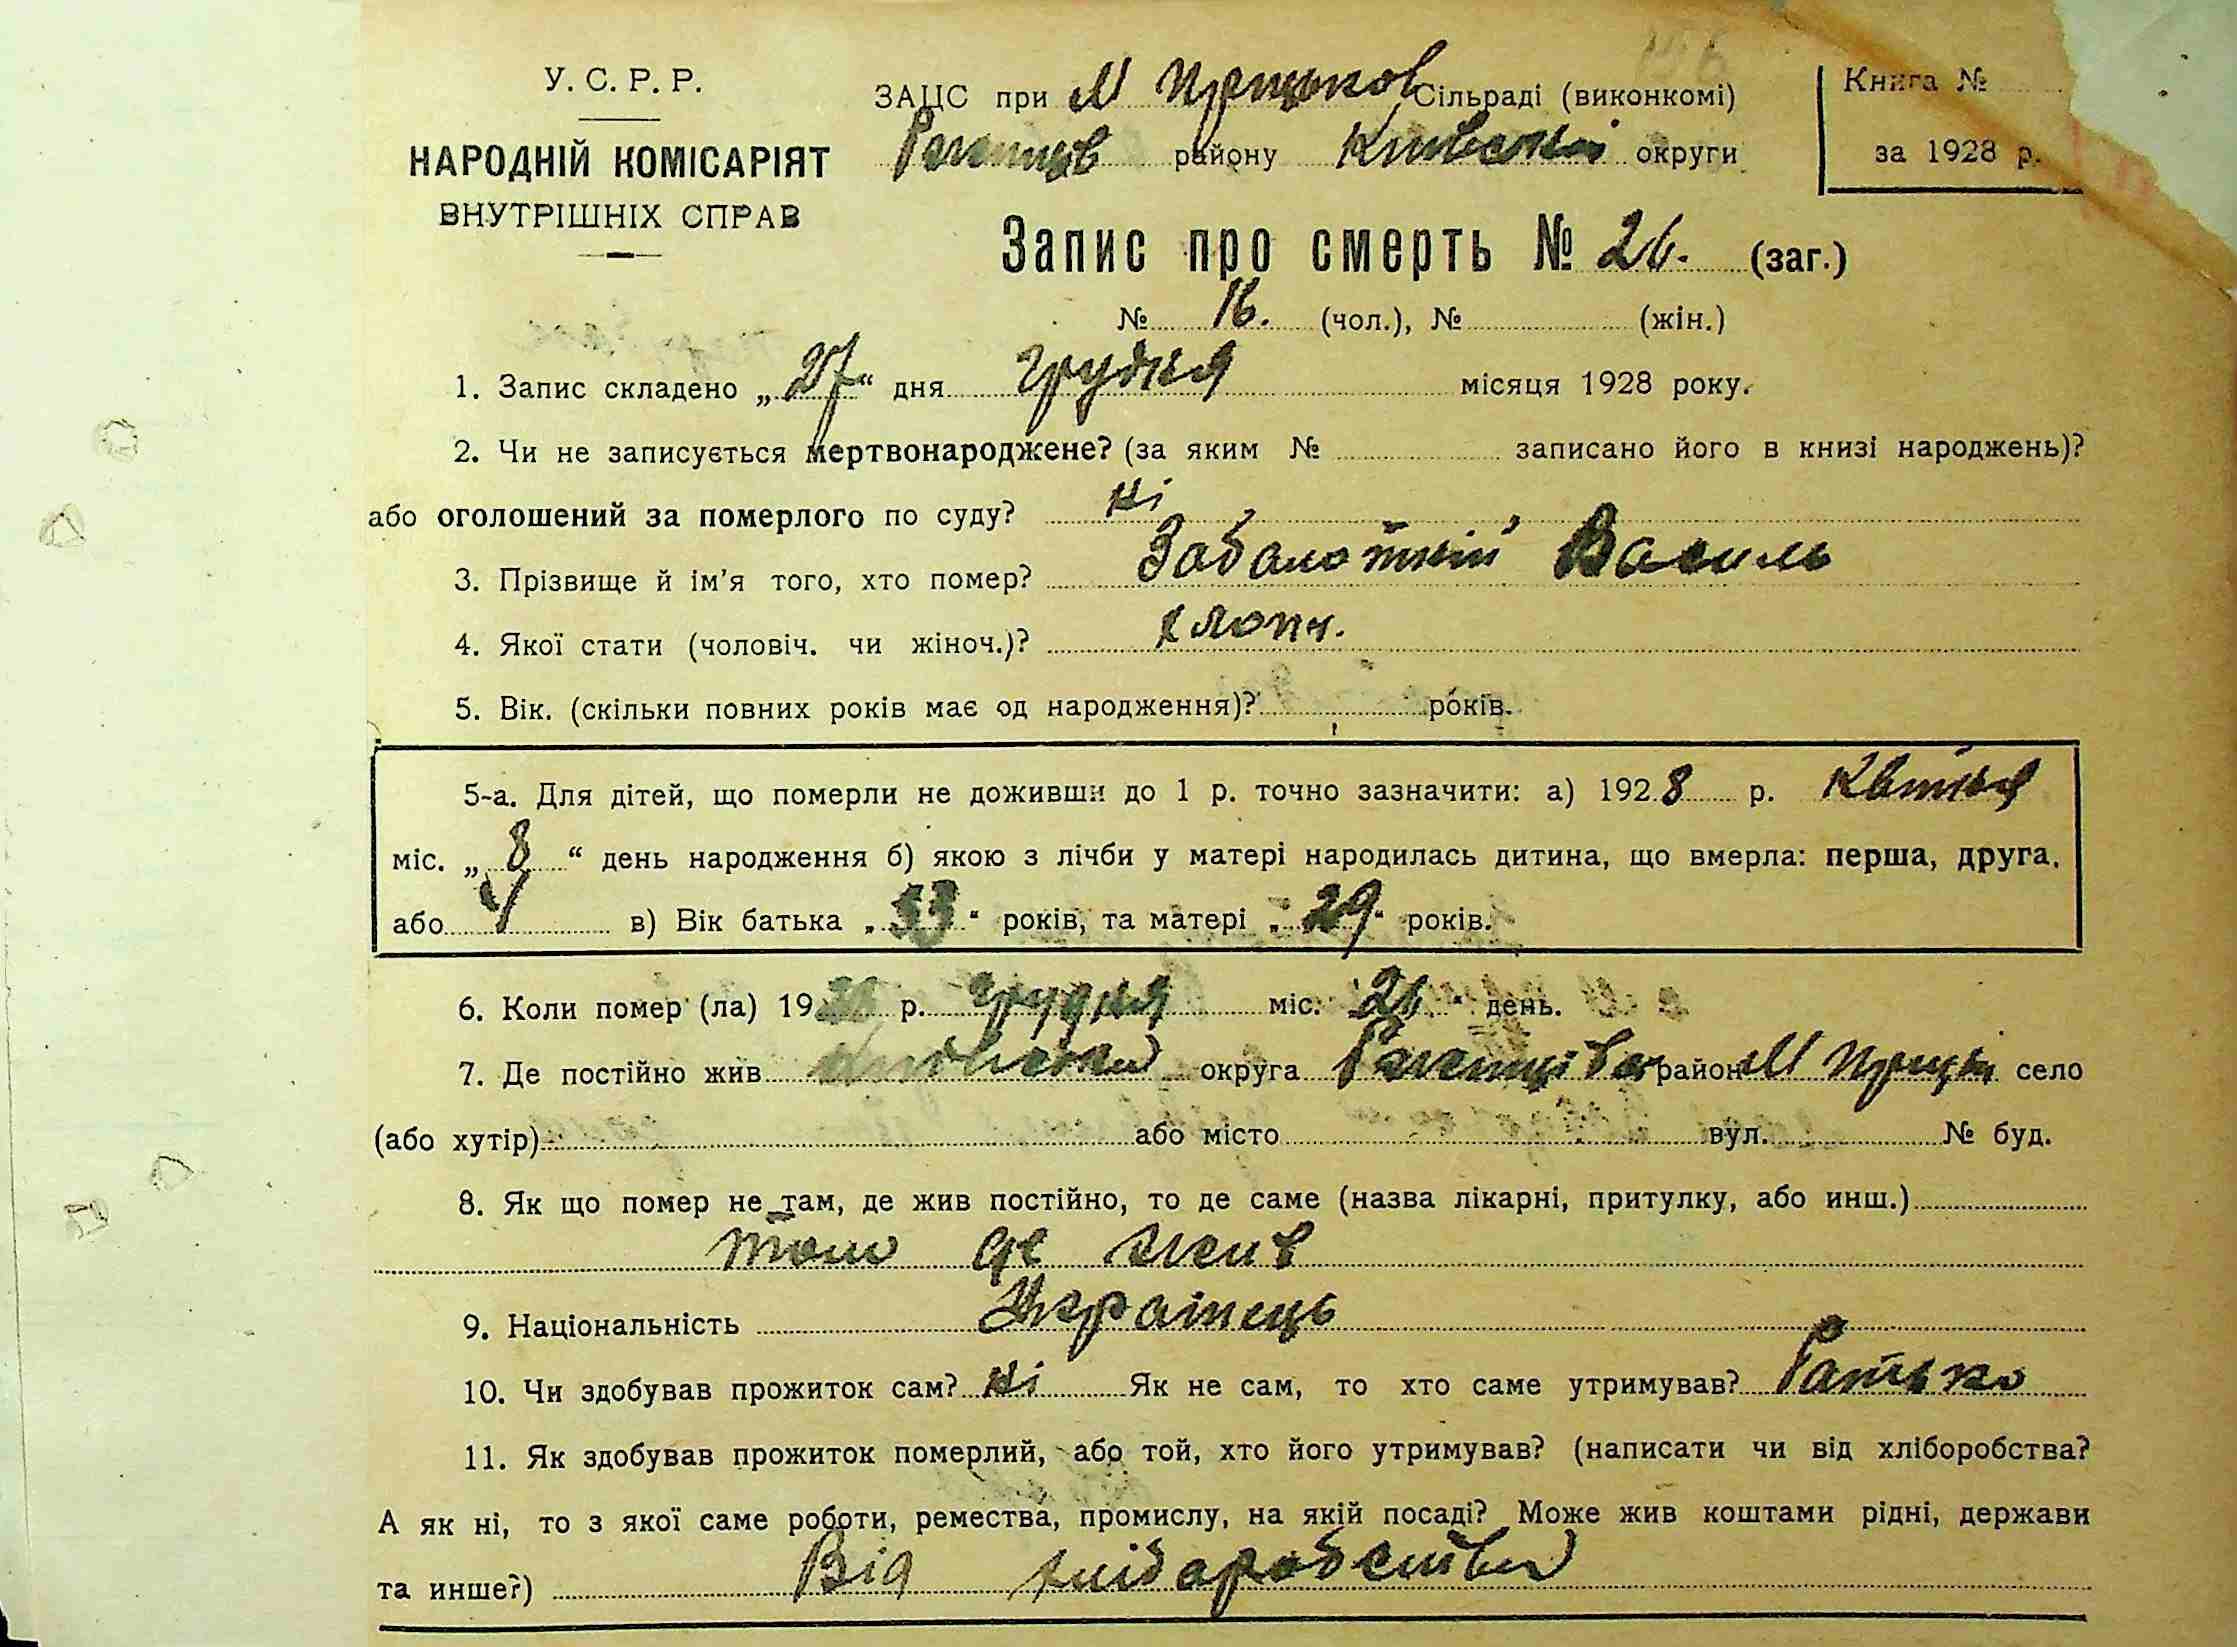 У. С. Р. Р.
НАРОДНІЙ КОМІСАРІЯТ
ВНУТРІШНІХ СПРАВ
ЗАЦС при М Прицьков Сільраді (виконкомі)
району Київської округи
Книга №
за 1928 р.
Запис про смерть № 26. (заг.)
№ 16. (чол.), № (жін.)
1. Запис складено „27“ дня грудня місяця 1928 року.
2. Чи не записується мертвонароджене? (за яким № записано його в книзі народжень)?
або оголошений за померлого по суду? ні
3. Прізвище й ім'я того, хто помер? Заболотний Василь
4. Якої стати (чоловіч. чи жіноч.)? хлопч.
5. Вік. (скільки повних років має од народження)? років.
5-а. Для дітей, що померли не доживши до 1 р. точно зазначити: а) 1928 р. Квітня
міс. „8“ день народження б) якою з лічби у матері народилась дитина, що вмерла: перша, друга,
або 4 в) Вік батька „33“ років, та матері „29“ років.
6. Коли помер (ла) 1928 р. грудня міс. 26 день.
7. Де постійно жив округа район М село
(або хутір) або місто вул. № буд.
8. Як що помер не там, де жив постійно, то де саме (назва лікарні, притулку, або инш.)
там де жив
9. Національність Українець
10. Чи здобував прожиток сам? ні Як не сам, то хто саме утримував? Батько
11. Як здобував прожиток померлий, або той, хто його утримував? (написати чи від хліборобства?
А як ні, то з якої саме роботи, ремества, промислу, на якій посаді? Може жив коштами рідні, держави
та инше?) Від хліборобства